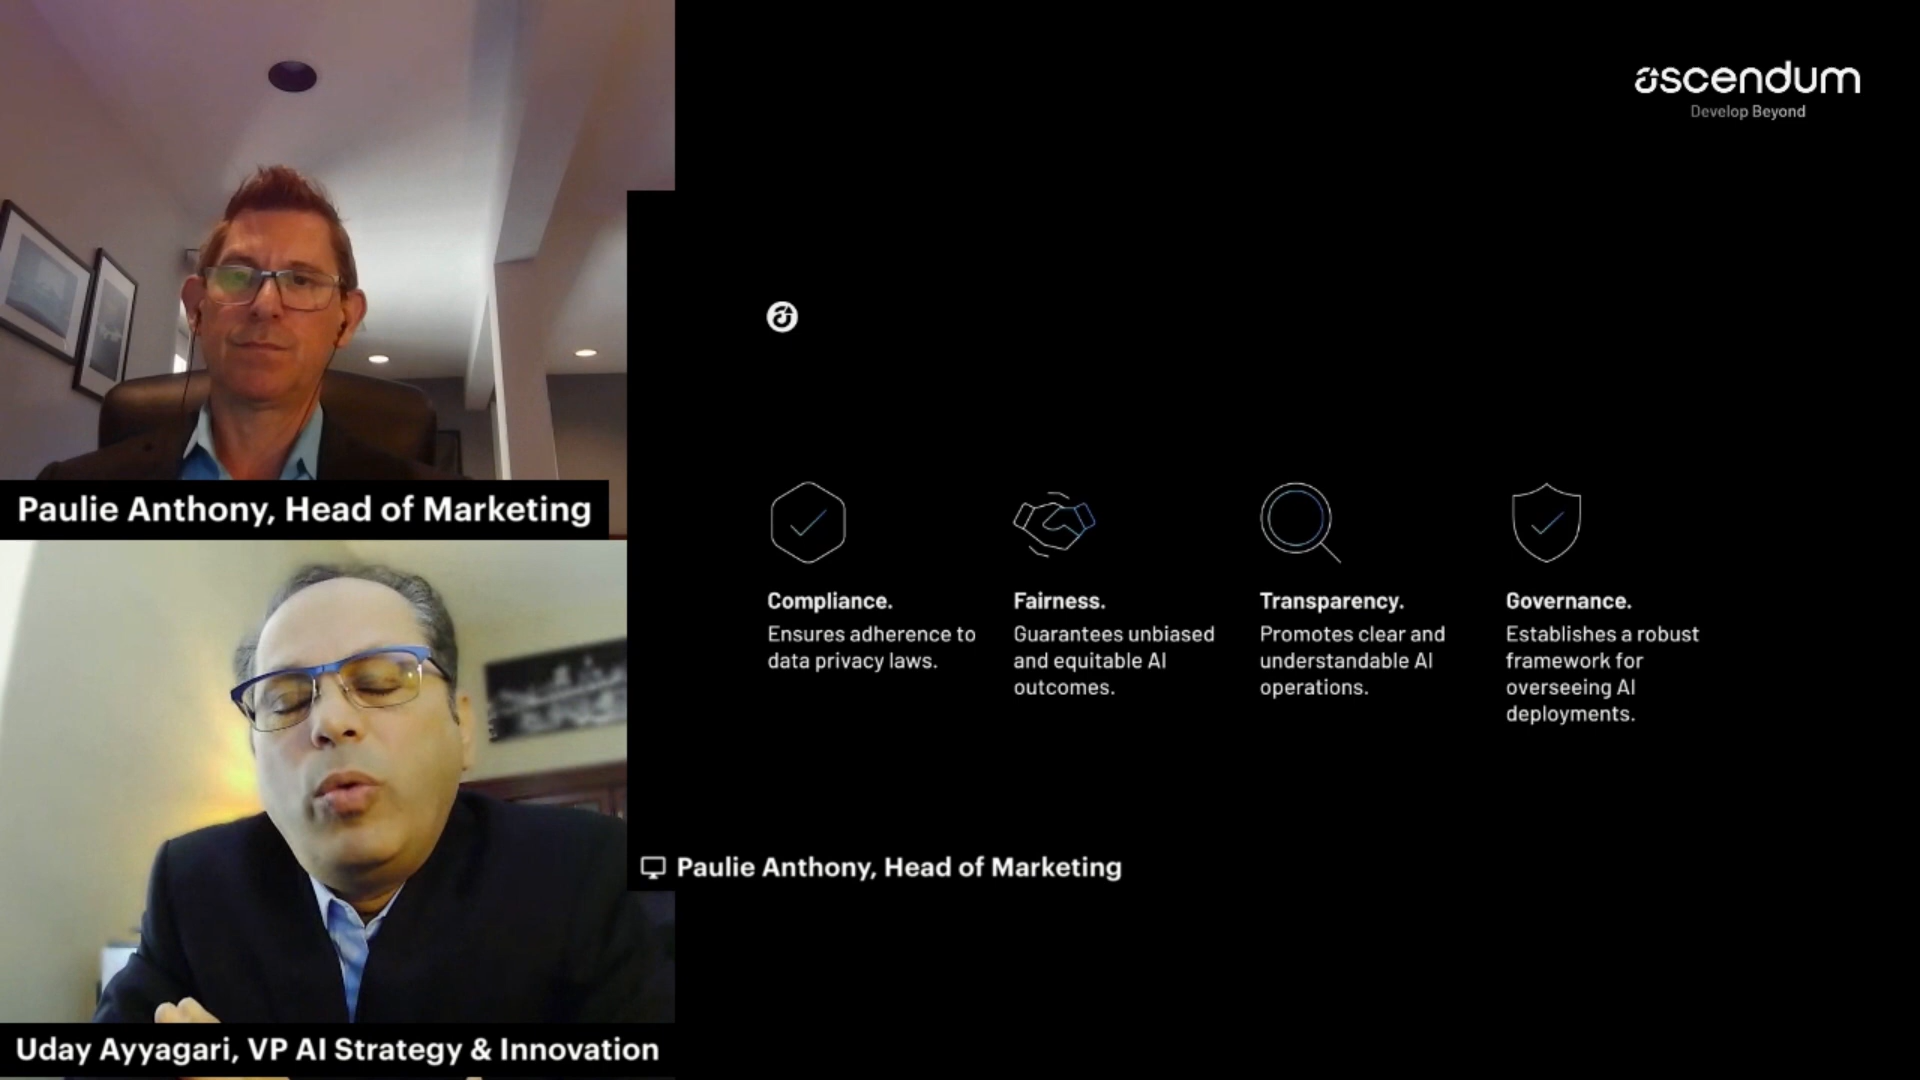 ascendum
Develop Beyond
Paulie Anthony, Head of Marketing
Compliance.
Ensures adherence to
data privacy laws.
Fairness.
Guarantees unbiased
and equitable AI
outcomes.
Transparency.
Promotes clear and
understandable AI
operations.
Governance.
Establishes a robust
framework for
overseeing AI
deployments.
Paulie Anthony, Head of Marketing
Uday Ayyagari, VP AI Strategy & Innovation